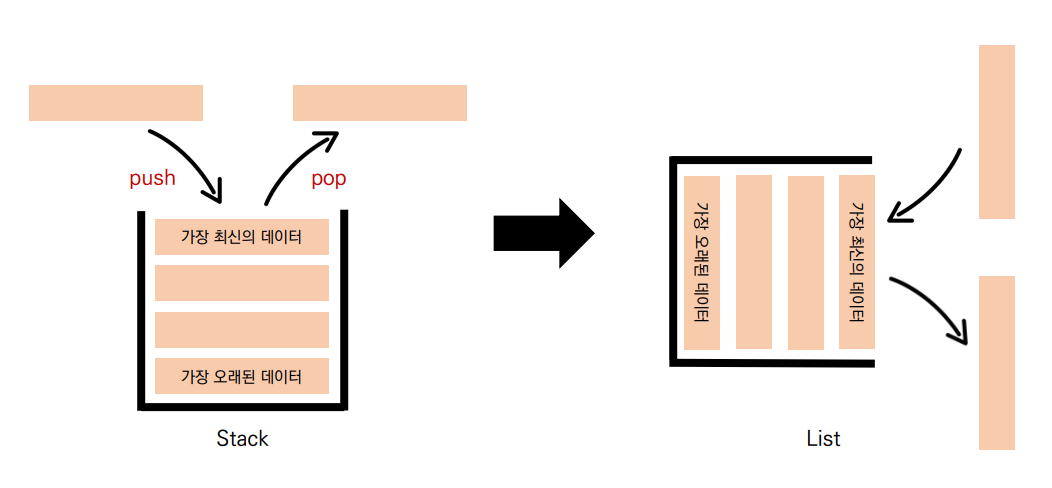 push
pop
가장 최신의 데이터
가장 오래된 데이터
Stack
가장 오래된 데이터
가장 최신의 데이터
List